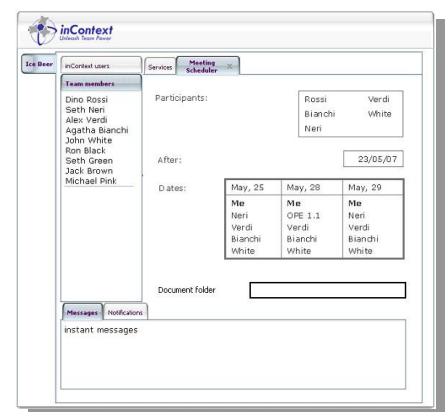 inContext
Unleash Team Power
Ice Beer
inContext users
Services
Meeting Scheduler
Team members
Dino Rossi
Seth Neri
Alex Verdi
Agatha Bianchi
John White
Ron Black
Seth Green
Jack Brown
Michael Pink
Participants:
Rossi Verdi
Bianchi White
Neri
After:
23/05/07
Dates:
May, 25 May, 28 May, 29
Me Me Me
Neri OPE 1.1 Neri
Verdi Verdi Verdi
Bianchi Bianchi Bianchi
White White White
Document folder
Messages Notifications
instant messages